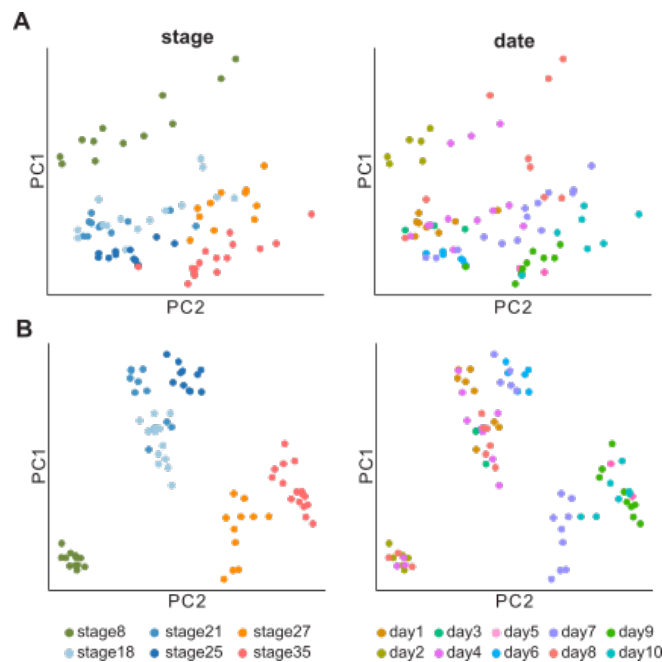 A
stage
date
PC1
PC1
PC2
PC2
B
PC1
PC1
PC2
PC2
stage8 stage21 stage27
stage18 stage25 stage35
day1 day3 day5 day7 day9
day2 day4 day6 day8 day10